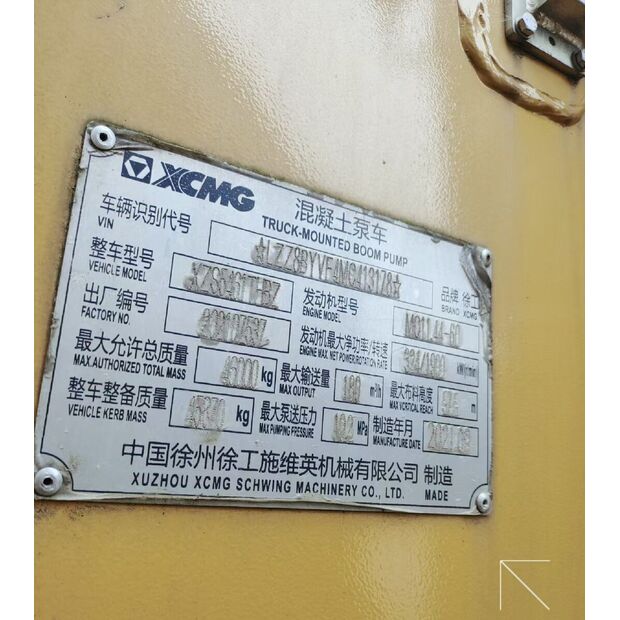 XCMG 混凝土泵车
TRUCK-MOUNTED BOOM PUMP
车辆识别代号
VIN
品牌 徐工
BRAND XCMG
整车型号
VEHICLE MODEL
发动机型号
ENGINE MODEL
MC11.44-60
出厂编号
FACTORY NO.
发动机最大净功率/转速
ENGINE MAX. NET POWER/ROTATION RATE
kW(r/min)
最大允许总质量
MAX.AUTHORIZED TOTAL MASS
kg
最大输送量
MAX OUTPUT
m³/h
最大布料高度
MAX VORTICAL REACH
m
整车整备质量
VEHICLE KERB MASS
kg
最大泵送压力
MAX PUMPING PRESSURE
MPa
制造年月
MANUFACTURE DATE
中国徐州徐工施维英机械有限公司 制造
XUZHOU XCMG SCHWING MACHINERY CO., LTD. MADE